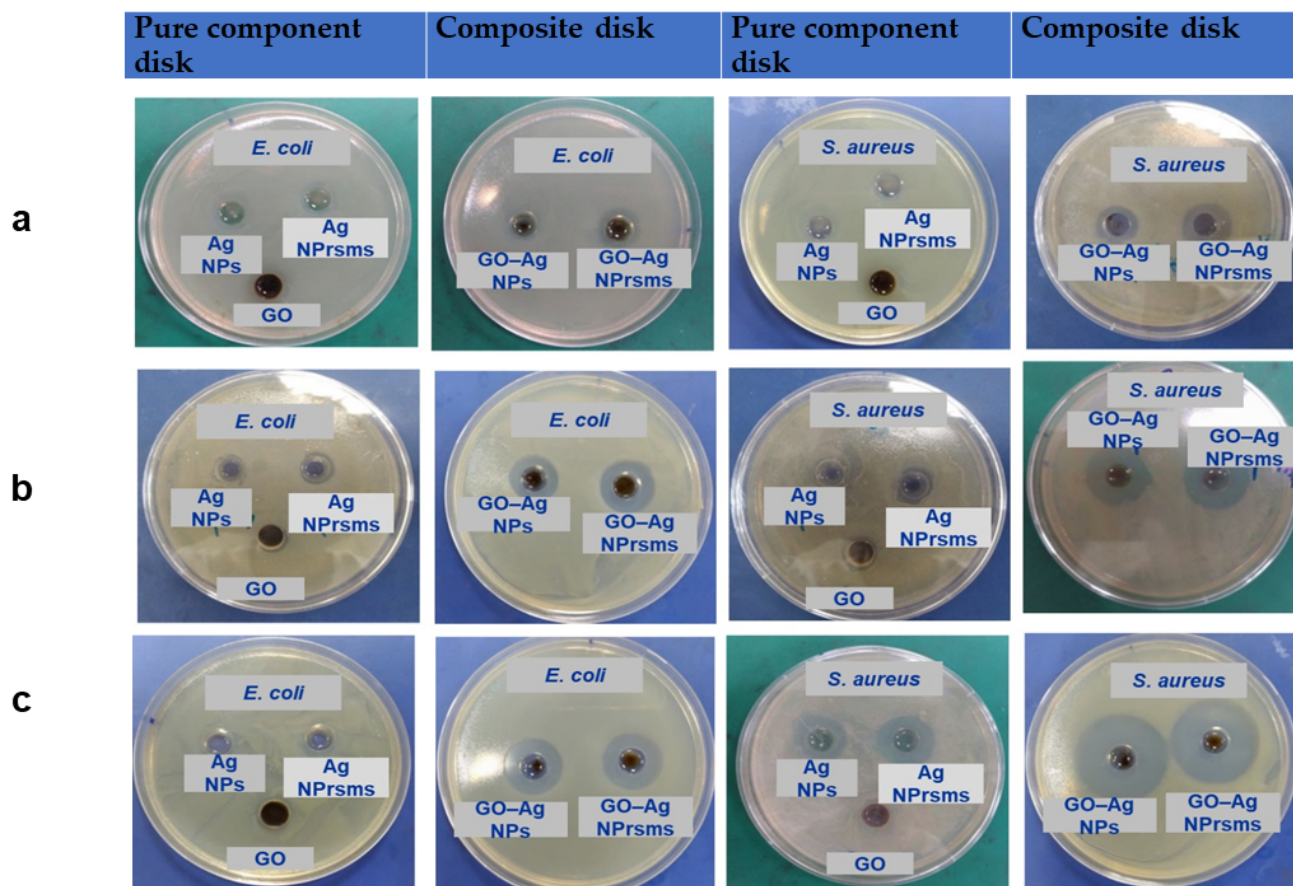 Pure component
disk
Composite disk
Pure component
disk
Composite disk
a
E. coli
Ag
NPs
Ag
NPrsms
GO
E. coli
GO–Ag
NPs
GO–Ag
NPrsms
S. aureus
Ag
NPs
Ag
NPrsms
GO
S. aureus
GO–Ag
NPs
GO–Ag
NPrsms
b
E. coli
Ag
NPs
Ag
NPrsms
GO
E. coli
GO–Ag
NPs
GO–Ag
NPrsms
S. aureus
Ag
NPs
Ag
NPrsms
GO
S. aureus
GO–Ag
NPs
GO–Ag
NPrsms
c
E. coli
Ag
NPs
Ag
NPrsms
GO
E. coli
GO–Ag
NPs
GO–Ag
NPrsms
S. aureus
Ag
NPs
Ag
NPrsms
GO
S. aureus
GO–Ag
NPs
GO–Ag
NPrsms